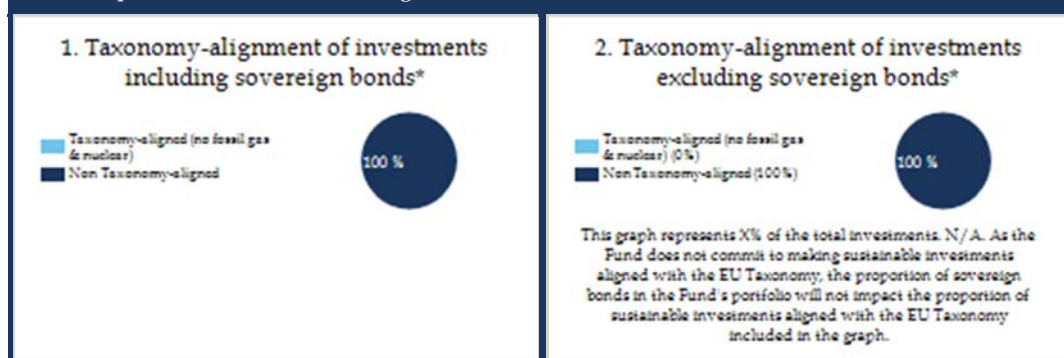 1. Taxonomy-alignment of investments
including sovereign bonds*
Taxonomy-aligned (no fossil gas
& nuclear)
Non Taxonomy-aligned
100 %
2. Taxonomy-alignment of investments
excluding sovereign bonds*
Taxonomy-aligned (no fossil gas
& nuclear) (0%)
Non Taxonomy-aligned (100%)
100 %
This graph represents X% of the total investments. N/A. As the
Fund does not commit to making sustainable investments
aligned with the EU Taxonomy, the proportion of sovereign
bonds in the Fund's portfolio will not impact the proportion of
sustainable investments aligned with the EU Taxonomy
included in the graph.